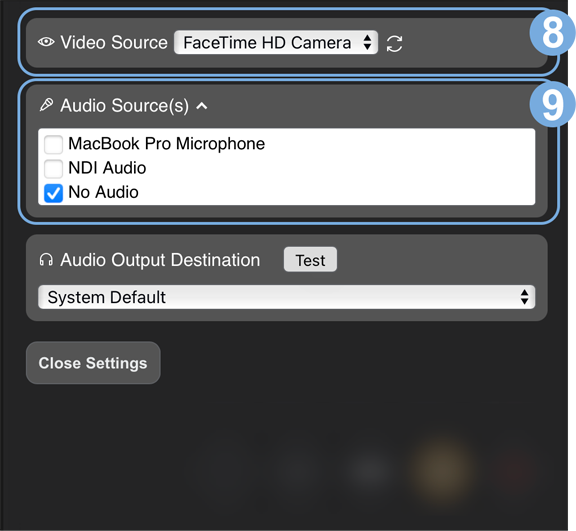 8
Video Source FaceTime HD Camera
9
Audio Source(s)
MacBook Pro Microphone
NDI Audio
No Audio
Audio Output Destination Test
System Default
Close Settings